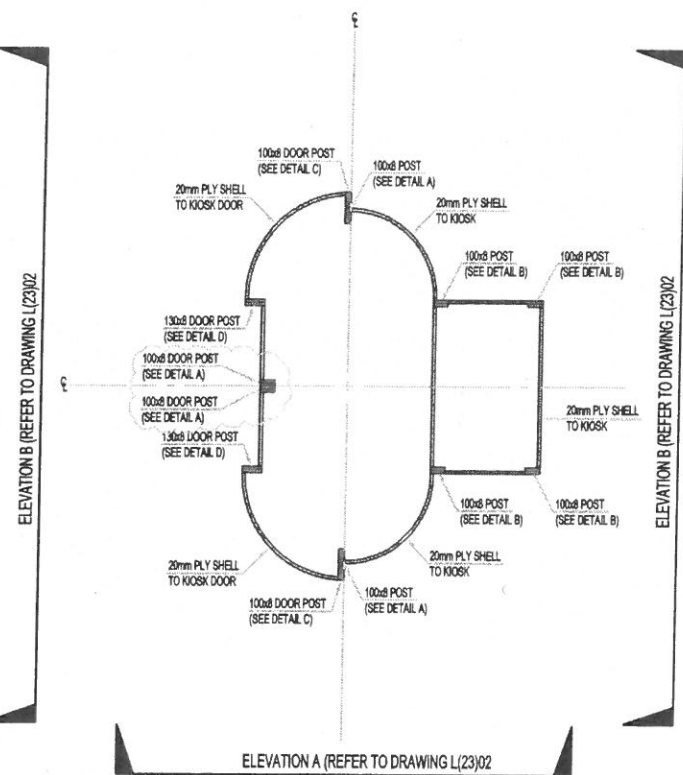 ℄
100x8 DOOR POST
(SEE DETAIL C)
100x8 POST
(SEE DETAIL A)
20mm PLY SHELL
TO KIOSK DOOR
20mm PLY SHELL
TO KIOSK
100x8 POST
(SEE DETAIL B)
100x8 POST
(SEE DETAIL B)
ELEVATION B (REFER TO DRAWING L(23)02
130x8 DOOR POST
(SEE DETAIL D)
100x8 DOOR POST
(SEE DETAIL A)
℄
100x8 DOOR POST
(SEE DETAIL A)
20mm PLY SHELL
TO KIOSK
ELEVATION B (REFER TO DRAWING L(23)02
130x8 DOOR POST
(SEE DETAIL D)
100x8 POST
(SEE DETAIL B)
100x8 POST
(SEE DETAIL B)
20mm PLY SHELL
TO KIOSK DOOR
20mm PLY SHELL
TO KIOSK
100x8 DOOR POST
(SEE DETAIL C)
100x8 POST
(SEE DETAIL A)
ELEVATION A (REFER TO DRAWING L(23)02